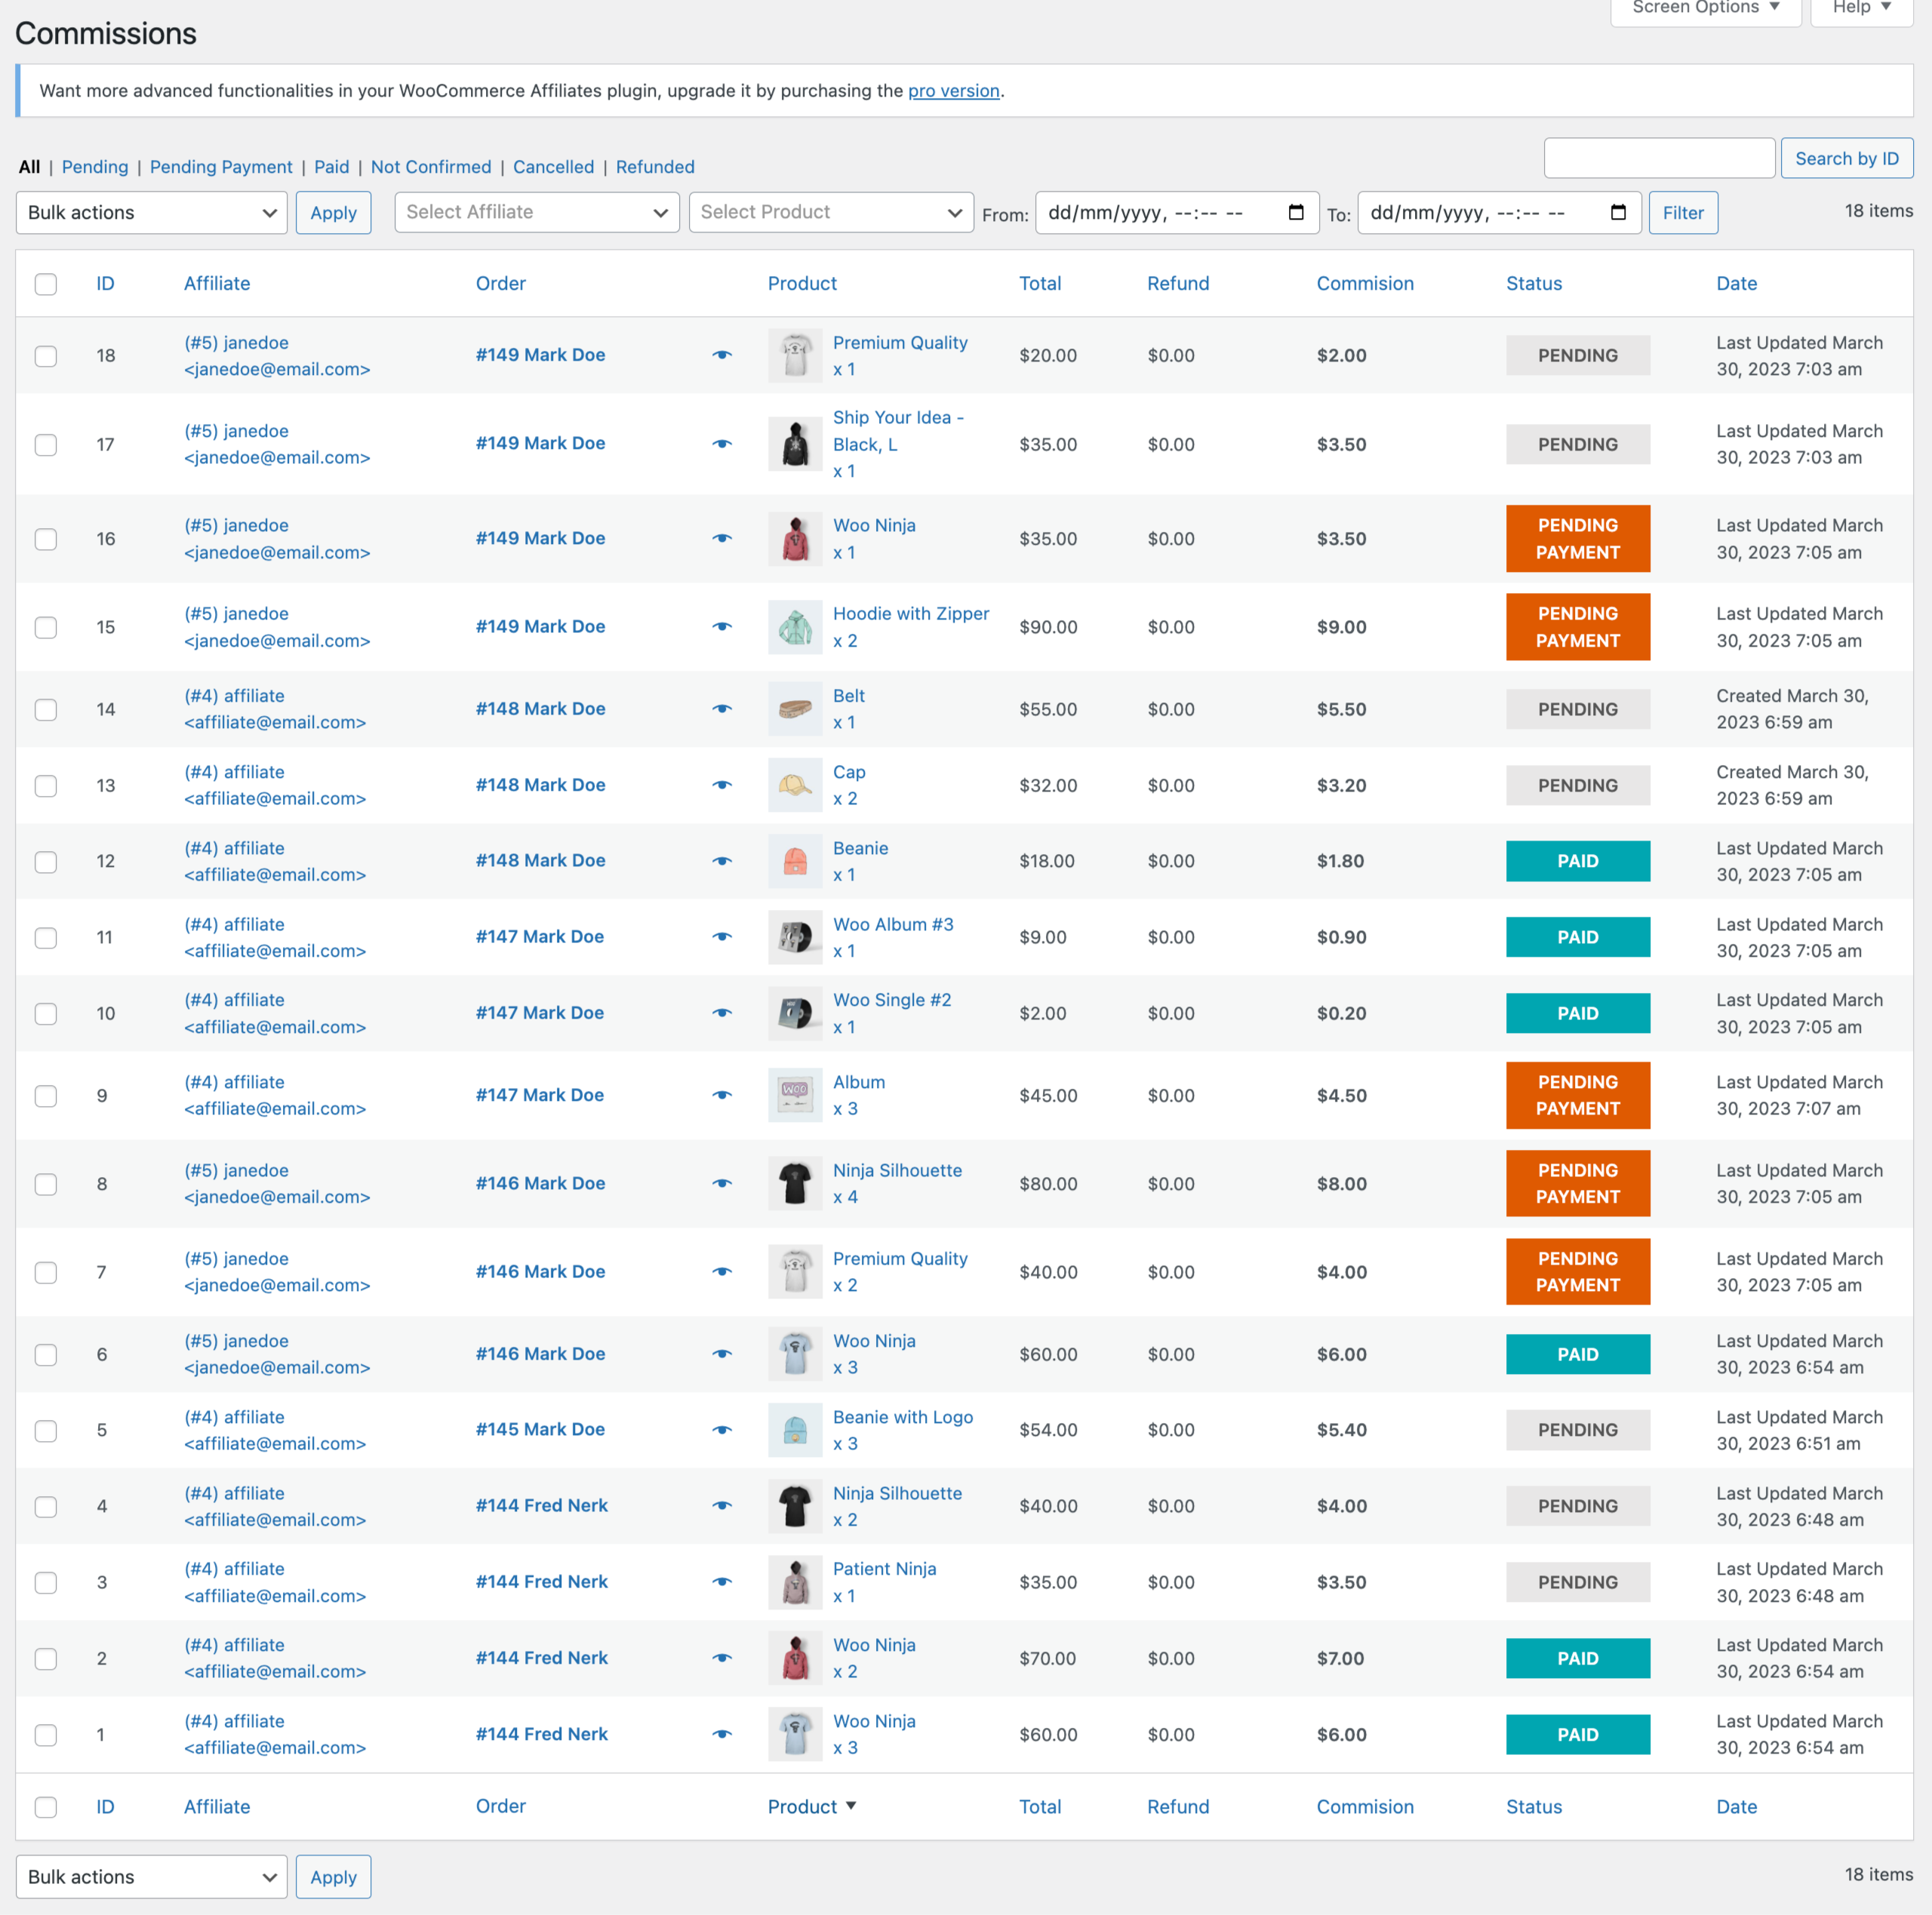 Screen Options ▼ Help ▼
Commissions
Want more advanced functionalities in your WooCommerce Affiliates plugin, upgrade it by purchasing the pro version.
All | Pending | Pending Payment | Paid | Not Confirmed | Cancelled | Refunded
Search by ID
Bulk actions Apply Select Affiliate Select Product From: dd/mm/yyyy, --:-- -- To: dd/mm/yyyy, --:-- -- Filter 18 items
ID Affiliate Order Product Total Refund Commision Status Date
(#5) janedoe Premium Quality Last Updated March
18 #149 Mark Doe $20.00 $0.00 $2.00 PENDING
<janedoe@email.com> x 1 30, 2023 7:03 am
Ship Your Idea -
(#5) janedoe Last Updated March
17 #149 Mark Doe Black, L $35.00 $0.00 $3.50 PENDING
<janedoe@email.com> 30, 2023 7:03 am
x 1
(#5) janedoe Woo Ninja PENDING Last Updated March
16 #149 Mark Doe $35.00 $0.00 $3.50
<janedoe@email.com> x 1 PAYMENT 30, 2023 7:05 am
(#5) janedoe Hoodie with Zipper PENDING Last Updated March
15 #149 Mark Doe $90.00 $0.00 $9.00
<janedoe@email.com> x 2 PAYMENT 30, 2023 7:05 am
(#4) affiliate Belt Created March 30,
14 #148 Mark Doe $55.00 $0.00 $5.50 PENDING
<affiliate@email.com> x 1 2023 6:59 am
(#4) affiliate Cap Created March 30,
13 #148 Mark Doe $32.00 $0.00 $3.20 PENDING
<affiliate@email.com> x 2 2023 6:59 am
(#4) affiliate Beanie Last Updated March
12 #148 Mark Doe $18.00 $0.00 $1.80 PAID
<affiliate@email.com> x 1 30, 2023 7:05 am
(#4) affiliate Woo Album #3 Last Updated March
11 #147 Mark Doe $9.00 $0.00 $0.90 PAID
<affiliate@email.com> x 1 30, 2023 7:05 am
(#4) affiliate Woo Single #2 Last Updated March
10 #147 Mark Doe $2.00 $0.00 $0.20 PAID
<affiliate@email.com> x 1 30, 2023 7:05 am
(#4) affiliate Album PENDING Last Updated March
9 #147 Mark Doe WOO $45.00 $0.00 $4.50
<affiliate@email.com> x 3 PAYMENT 30, 2023 7:07 am
(#5) janedoe Ninja Silhouette PENDING Last Updated March
8 #146 Mark Doe $80.00 $0.00 $8.00
<janedoe@email.com> x 4 PAYMENT 30, 2023 7:05 am
(#5) janedoe Premium Quality PENDING Last Updated March
7 #146 Mark Doe $40.00 $0.00 $4.00
<janedoe@email.com> x 2 PAYMENT 30, 2023 7:05 am
(#5) janedoe Woo Ninja Last Updated March
6 #146 Mark Doe $60.00 $0.00 $6.00 PAID
<janedoe@email.com> x 3 30, 2023 6:54 am
(#4) affiliate Beanie with Logo Last Updated March
5 #145 Mark Doe $54.00 $0.00 $5.40 PENDING
<affiliate@email.com> x 3 30, 2023 6:51 am
(#4) affiliate Ninja Silhouette Last Updated March
4 #144 Fred Nerk $40.00 $0.00 $4.00 PENDING
<affiliate@email.com> x 2 30, 2023 6:48 am
(#4) affiliate Patient Ninja Last Updated March
3 #144 Fred Nerk $35.00 $0.00 $3.50 PENDING
<affiliate@email.com> x 1 30, 2023 6:48 am
(#4) affiliate Woo Ninja Last Updated March
2 #144 Fred Nerk $70.00 $0.00 $7.00 PAID
<affiliate@email.com> x 2 30, 2023 6:54 am
(#4) affiliate Woo Ninja Last Updated March
1 #144 Fred Nerk $60.00 $0.00 $6.00 PAID
<affiliate@email.com> x 3 30, 2023 6:54 am
ID Affiliate Order Product ▼ Total Refund Commision Status Date
Bulk actions Apply 18 items